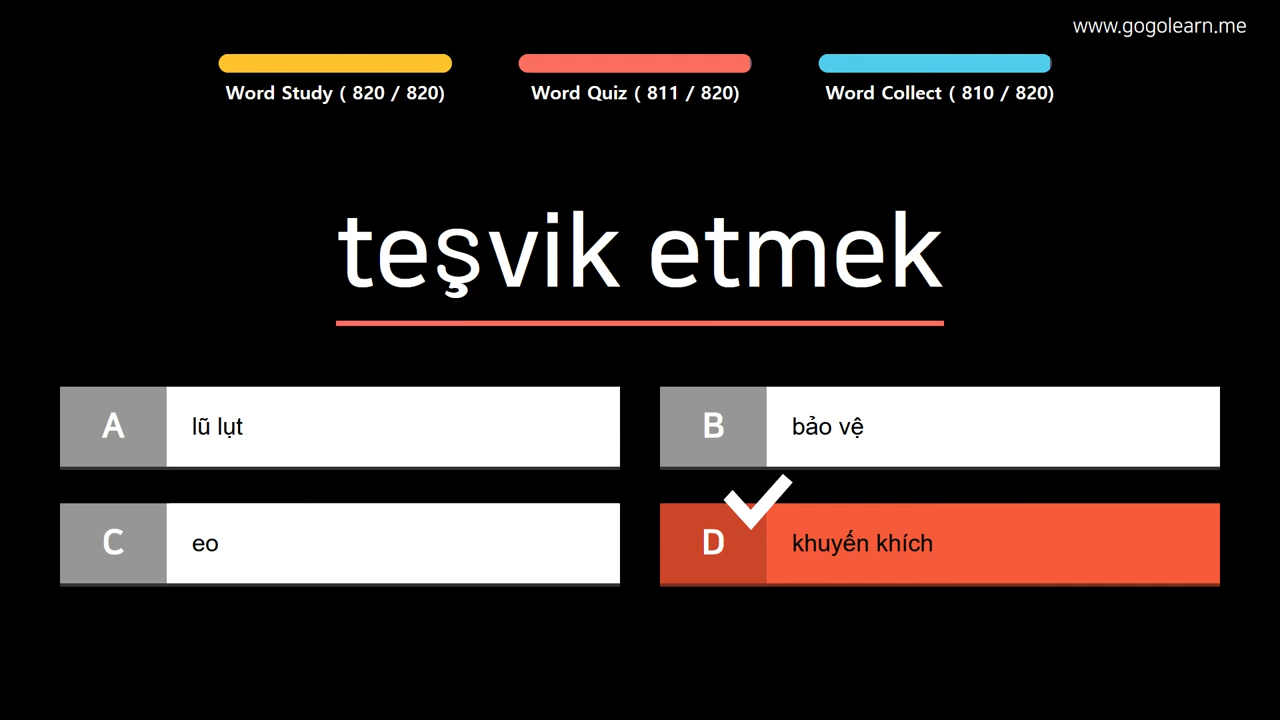 www.gogolearn.me
Word Study ( 820 / 820)
Word Quiz ( 811 / 820)
Word Collect ( 810 / 820)
teşvik etmek
A
lũ lụt
B
bảo vệ
C
eo
D
khuyến khích